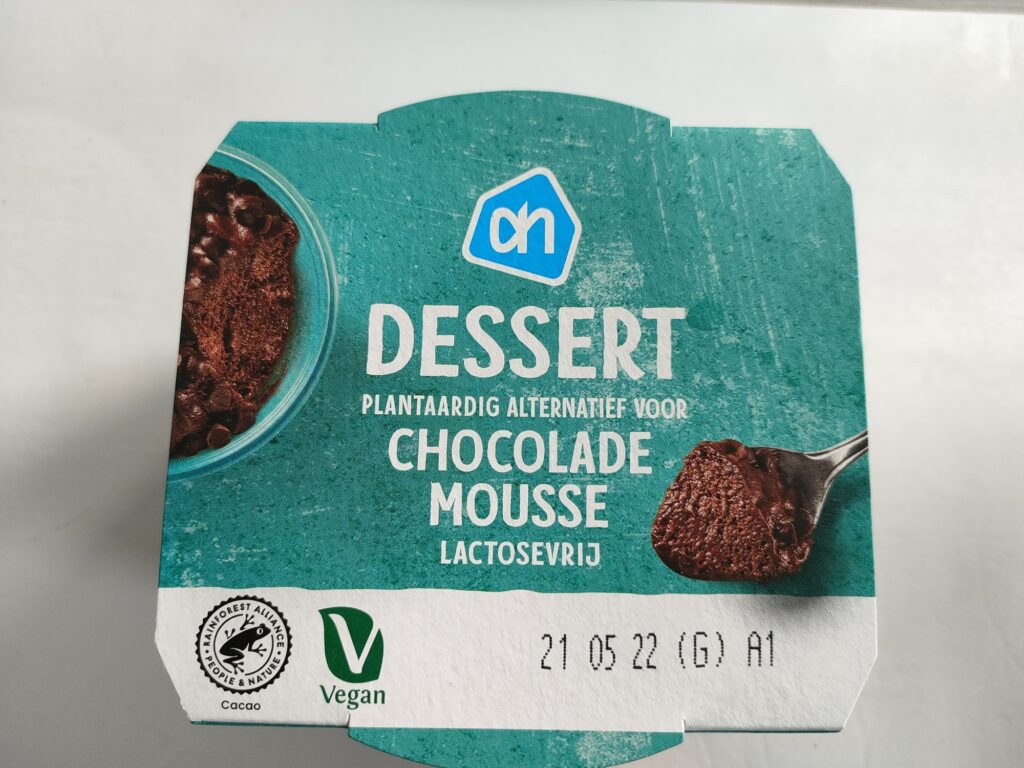 ah
DESSERT
PLANTAARDIG ALTERNATIEF VOOR
CHOCOLADE
MOUSSE
LACTOSEVRIJ
RAINFOREST ALLIANCE
PEOPLE & NATURE
Cacao
V
Vegan
21 05 22 (G) A1